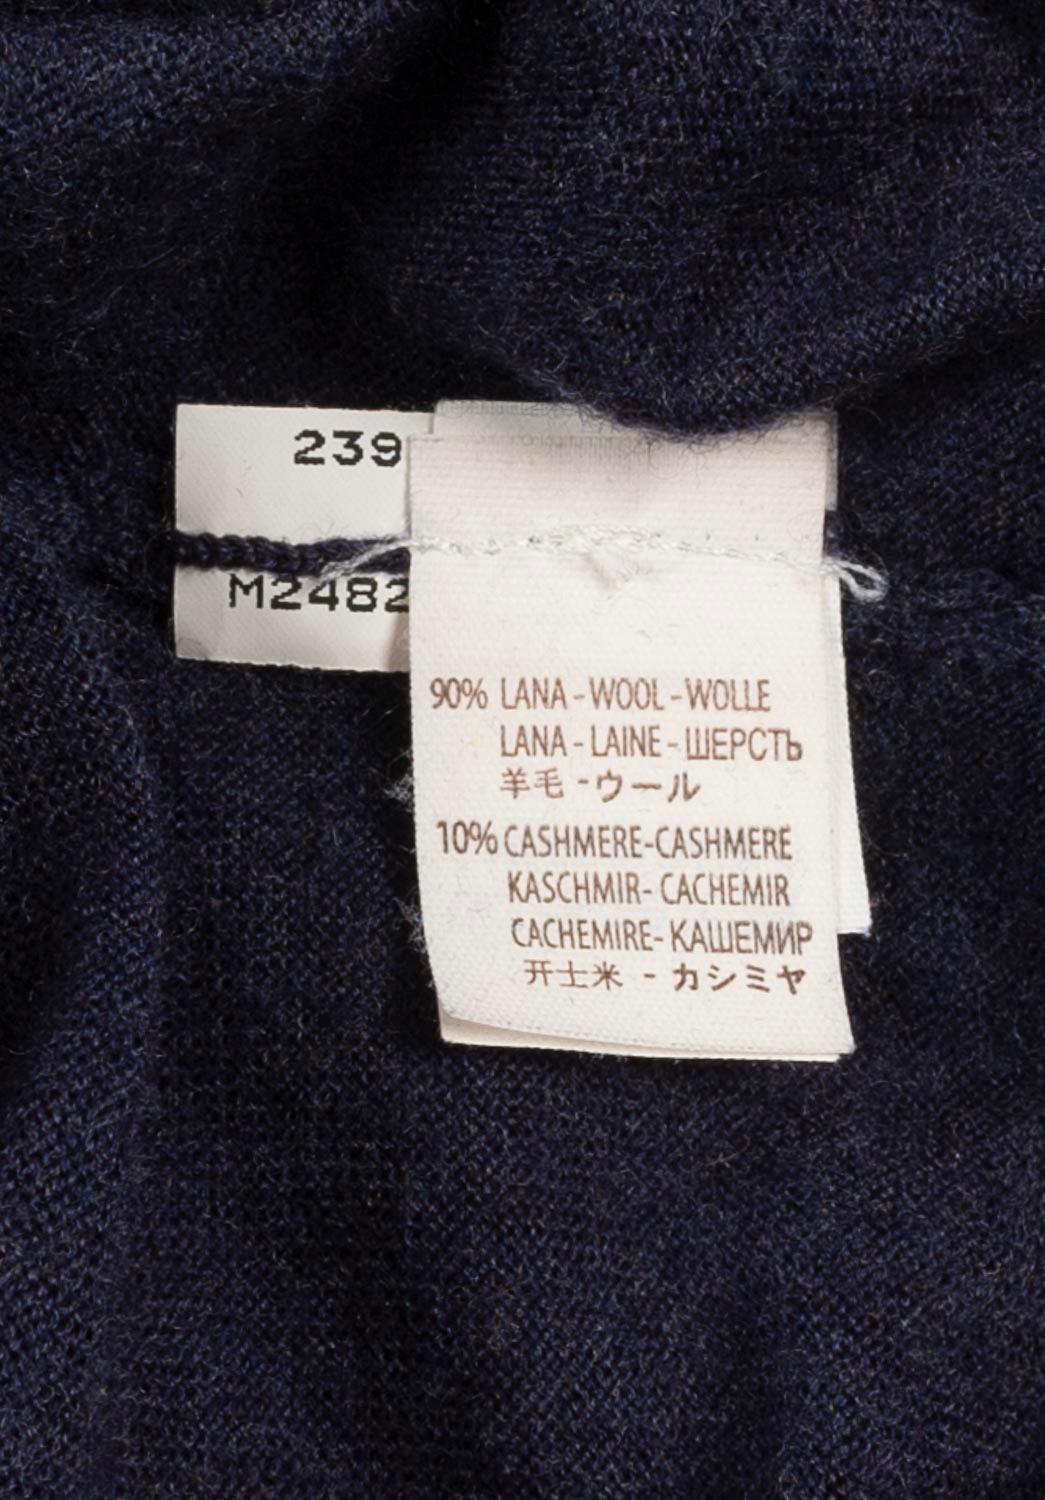 239
M2482
90% LANA - WOOL - WOLLE
LANA - LAINE - ШЕРСТЬ
羊毛 - ウール
10% CASHMERE-CASHMERE
KASCHMIR- CACHEMIR
CACHEMIRE- КАШЕМИР
开士米 - カシミヤ